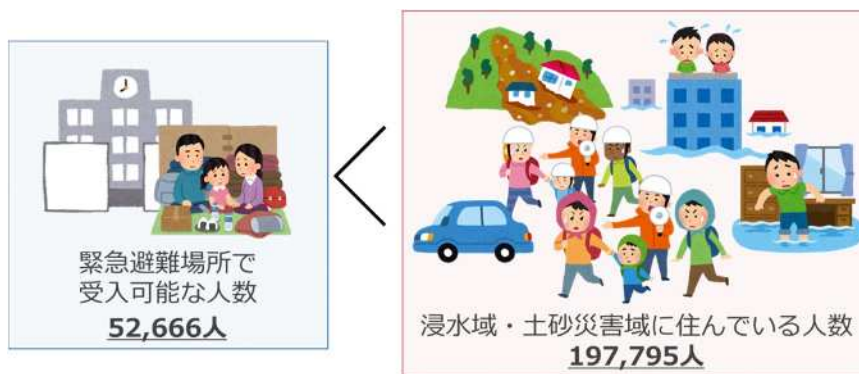 緊急避難場所で
受入可能な人数
52,666人
浸水域・土砂災害域に住んでいる人数
197,795人